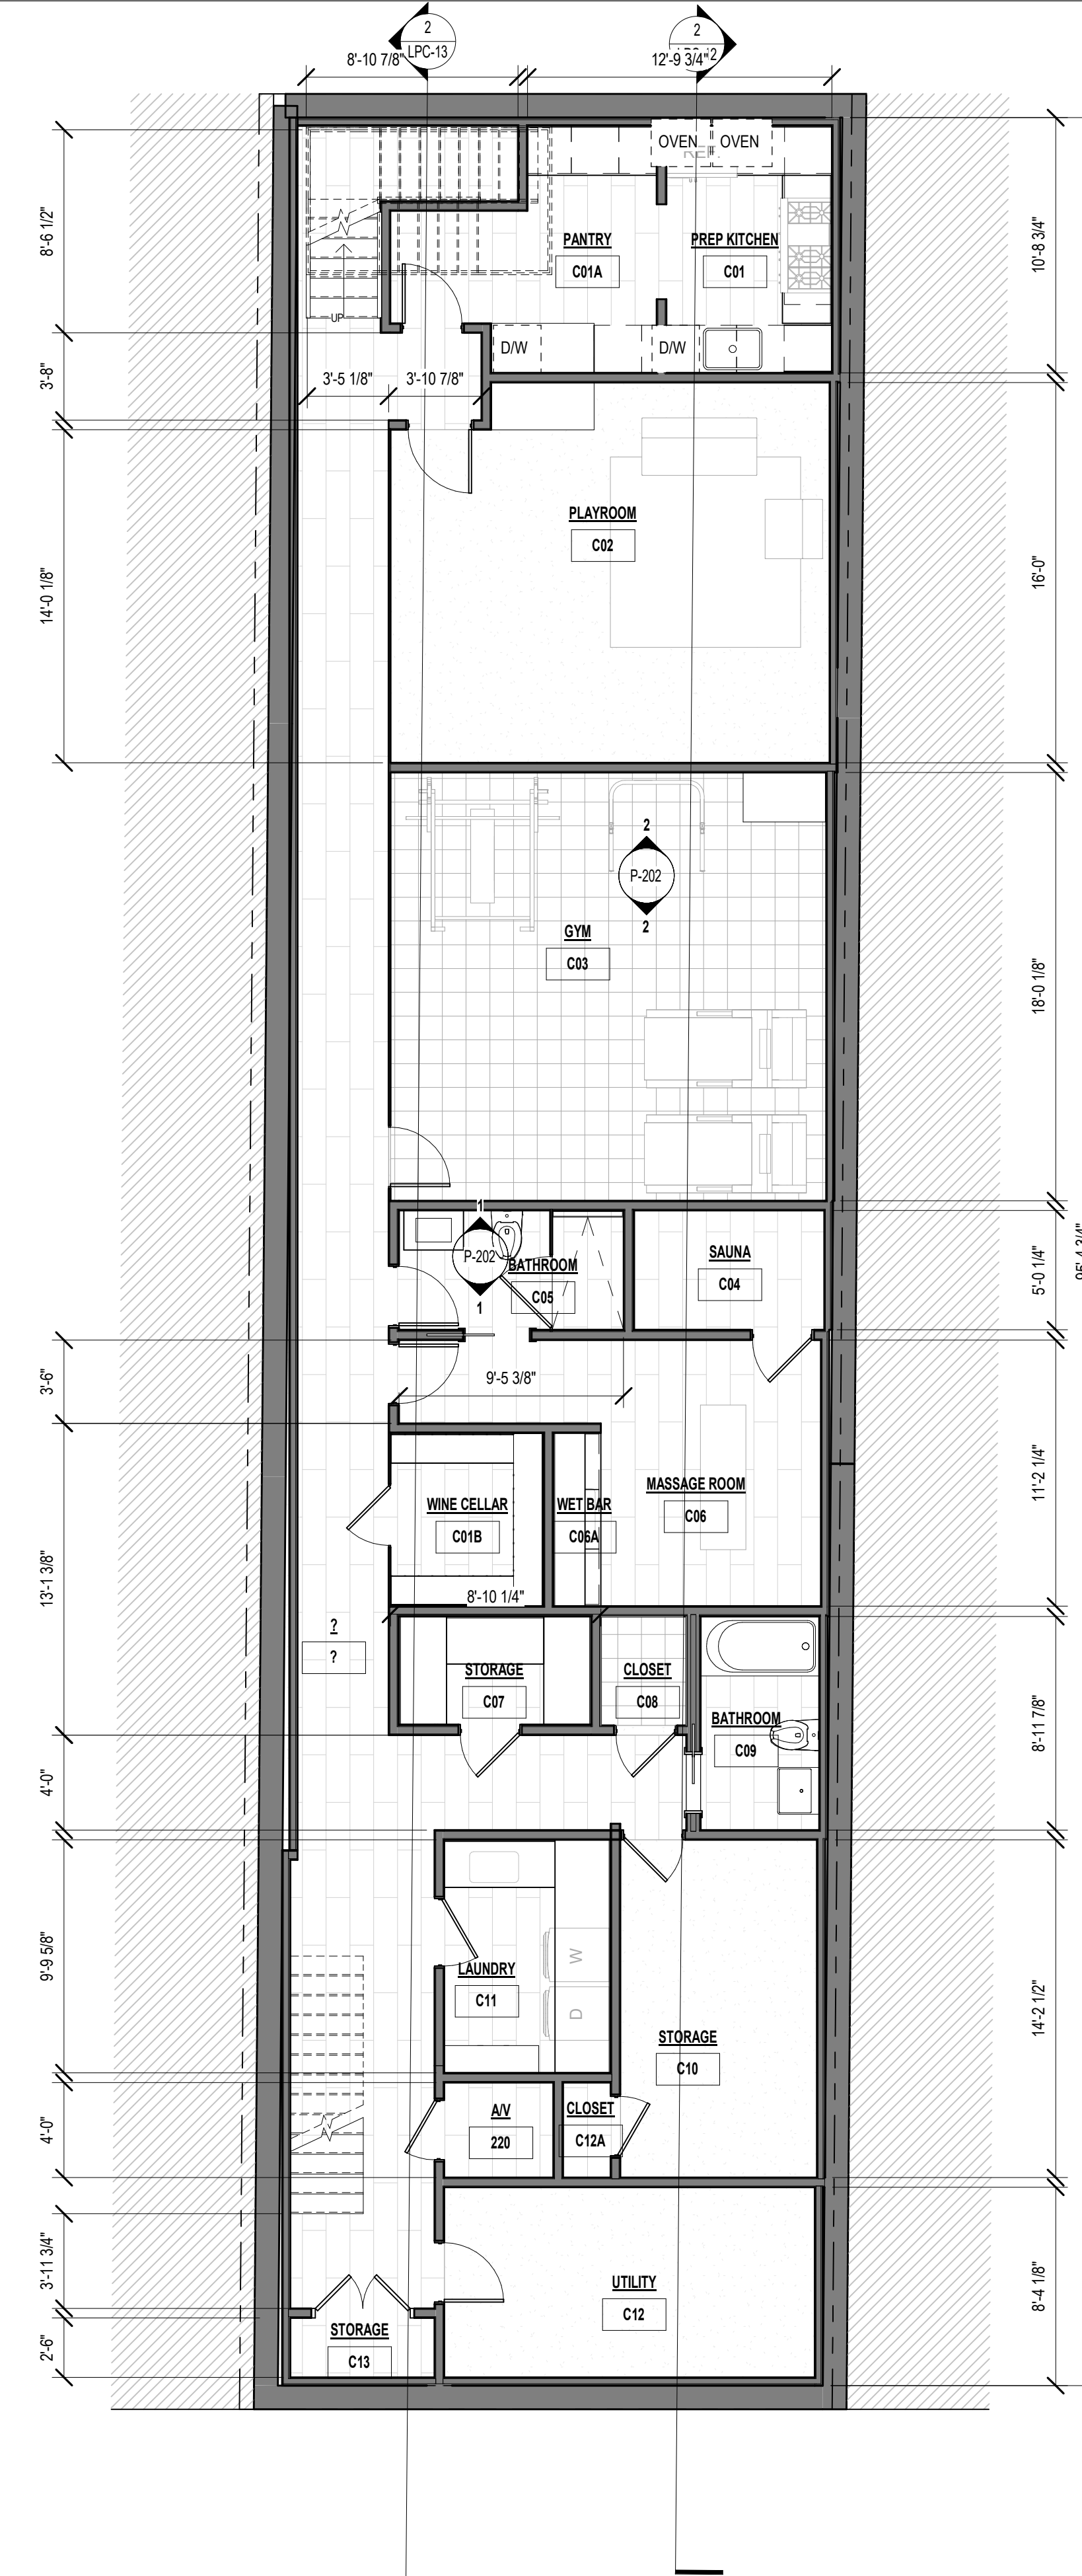 2
LPC-13
2
8'-10 7/8"
12'-9 3/4"
OVEN
OVEN
REF.
8'-6 1/2"
10'-8 3/4"
PANTRY
C01A
PREP KITCHEN
C01
UP
D/W
D/W
3'-8"
3'-5 1/8"
3'-10 7/8"
PLAYROOM
C02
14'-0 1/8"
16'-0"
2
P-202
2
GYM
C03
18'-0 1/8"
1
P-202
1
BATHROOM
C05
SAUNA
C04
5'-0 1/4"
95'-4 3/4"
3'-6"
9'-5 3/8"
WINE CELLAR
C01B
WET BAR
C06A
MASSAGE ROOM
C06
11'-2 1/4"
13'-1 3/8"
8'-10 1/4"
?
?
STORAGE
C07
CLOSET
C08
BATHROOM
C09
8'-11 7/8"
4'-0"
9'-9 5/8"
LAUNDRY
C11
W
D
STORAGE
C10
14'-2 1/2"
4'-0"
A/V
220
CLOSET
C12A
3'-11 3/4"
UTILITY
C12
8'-4 1/8"
STORAGE
C13
2'-6"